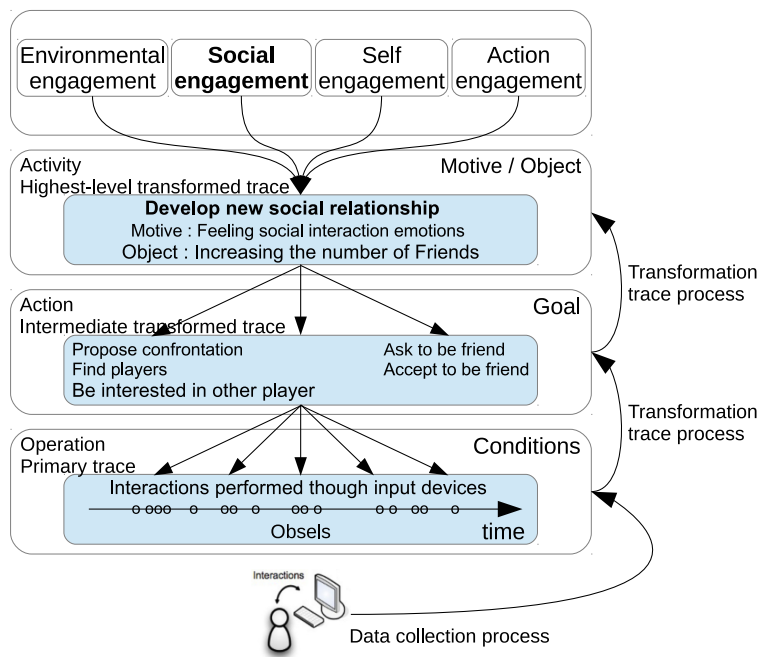 Environmental
engagement
Social
engagement
Self
engagement
Action
engagement
Activity
Highest-level transformed trace
Motive / Object
Develop new social relationship
Motive : Feeling social interaction emotions
Object : Increasing the number of Friends
Transformation
trace process
Action
Intermediate transformed trace
Goal
Propose confrontation
Find players
Be interested in other player
Ask to be friend
Accept to be friend
Transformation
trace process
Operation
Primary trace
Conditions
Interactions performed though input devices
Obsels
time
Interactions
Data collection process